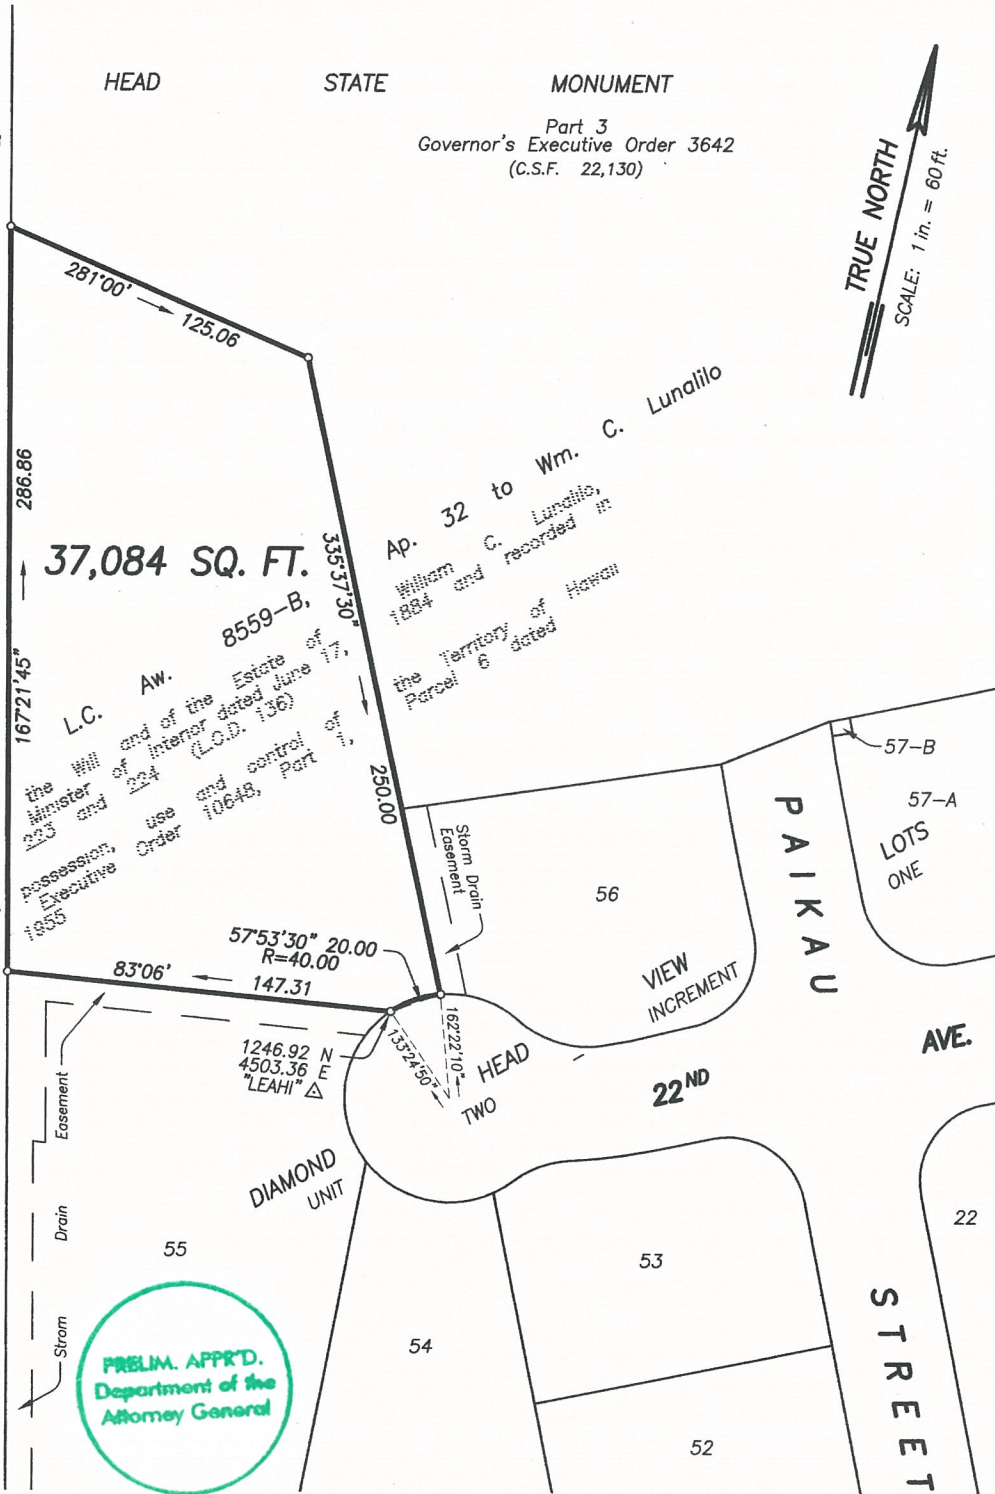 HEAD STATE MONUMENT
Part 3
Governor's Executive Order 3642
(C.S.F. 22,130)
TRUE NORTH
SCALE: 1 in. = 60 ft.
281°00' 125.06
286.86
167°21'45"
37,084 SQ. FT.
335°37'30"
250.00
L.C. Aw. 8559-B, Ap. 32 to Wm. C. Lunalilo
the Will and of the Estate of William C. Lunalilo,
Minister of Interior dated June 17, 1884 and recorded in
223 and 224 (L.O.D. 136)
possession, use and control of the Territory of Hawaii
Executive Order 10648, Part 1, Parcel 6 dated
1955
57-B
57-A
LOTS
ONE
PAIKAU
Storm Drain
Easement
56
VIEW
INCREMENT
57°53'30" 20.00
R=40.00
83°06' 147.31
1246.92 N
4503.36 E
"LEAHI"
133°24'50"
162°22'10"
HEAD
TWO
22ND
AVE.
DIAMOND
UNIT
Easement
Drain
Strom
55
54
53
52
22
STREET
PRELIM. APPR'D.
Department of the
Attorney General